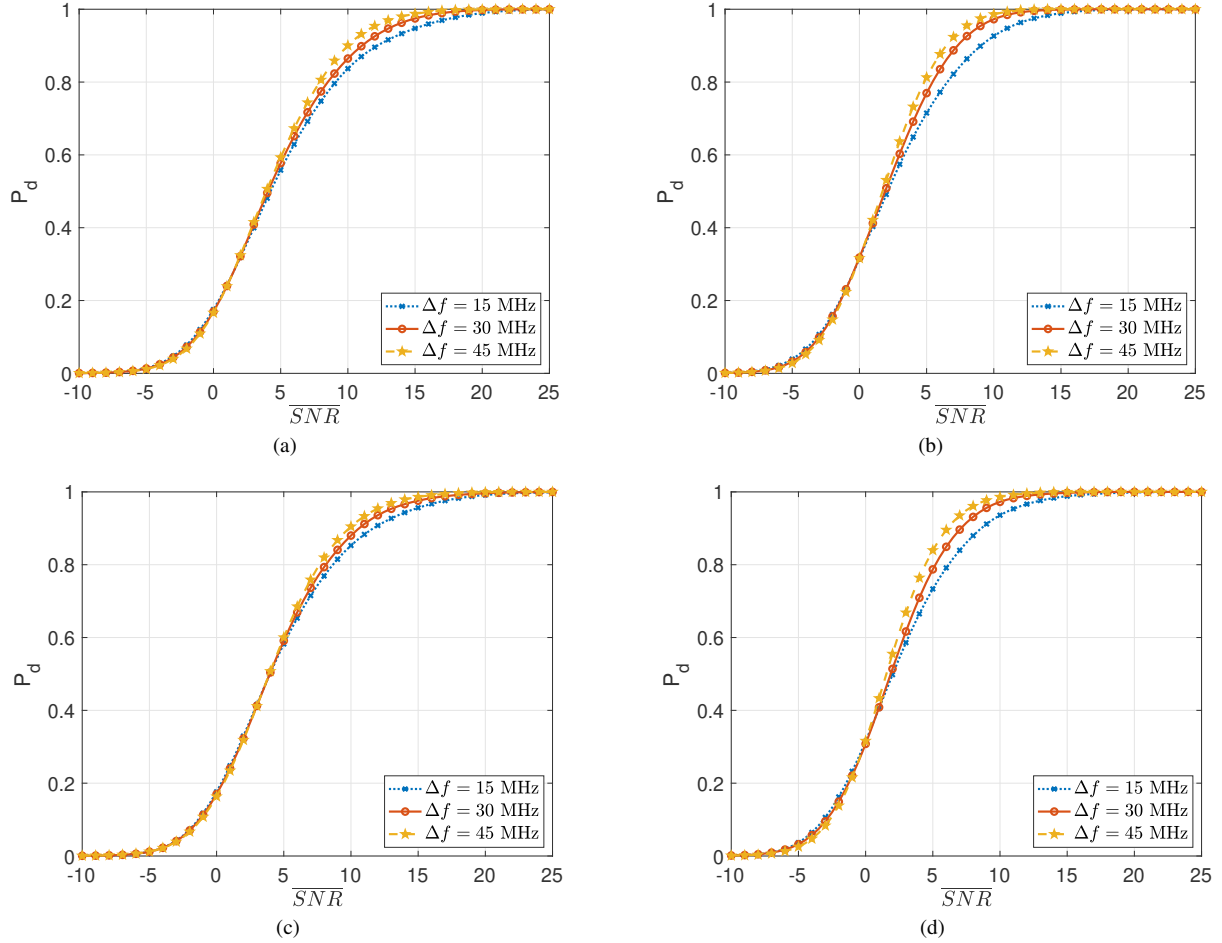 1
0.8
0.6
0.4
0.2
0
P_d
-10 -5 0 5 10 15 20 25
\overline{SNR}
Δf = 15 MHz
Δf = 30 MHz
Δf = 45 MHz
(a)
1
0.8
0.6
0.4
0.2
0
P_d
-10 -5 0 5 10 15 20 25
\overline{SNR}
Δf = 15 MHz
Δf = 30 MHz
Δf = 45 MHz
(b)
1
0.8
0.6
0.4
0.2
0
P_d
-10 -5 0 5 10 15 20 25
\overline{SNR}
Δf = 15 MHz
Δf = 30 MHz
Δf = 45 MHz
(c)
1
0.8
0.6
0.4
0.2
0
P_d
-10 -5 0 5 10 15 20 25
\overline{SNR}
Δf = 15 MHz
Δf = 30 MHz
Δf = 45 MHz
(d)